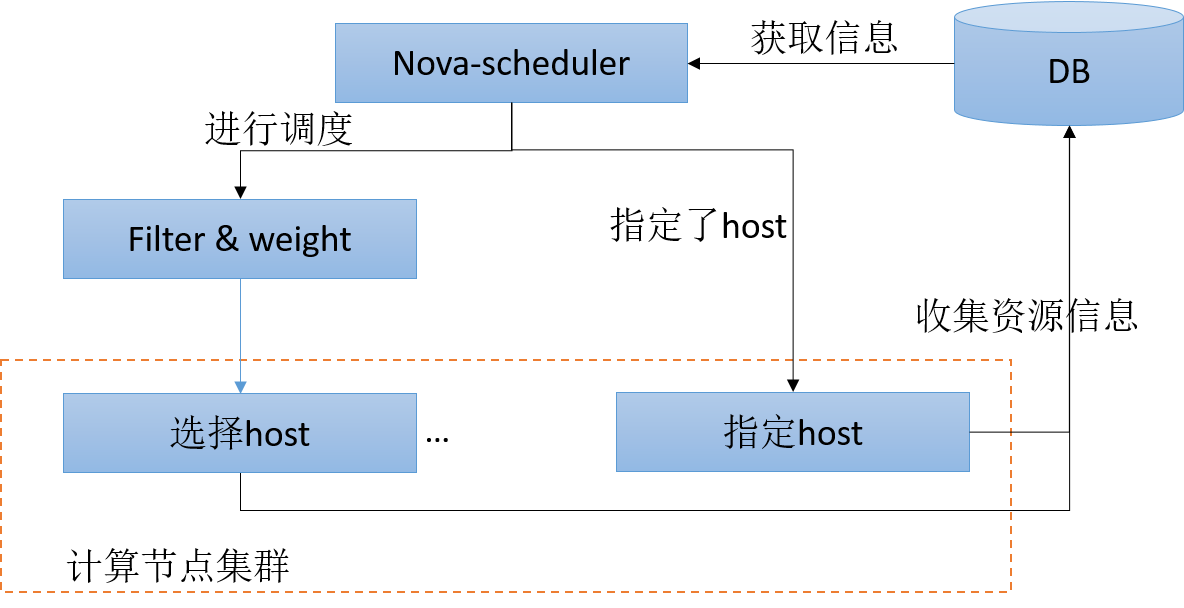 获取信息
Nova-scheduler
DB
进行调度
指定了host
Filter & weight
收集资源信息
选择host
...
指定host
计算节点集群